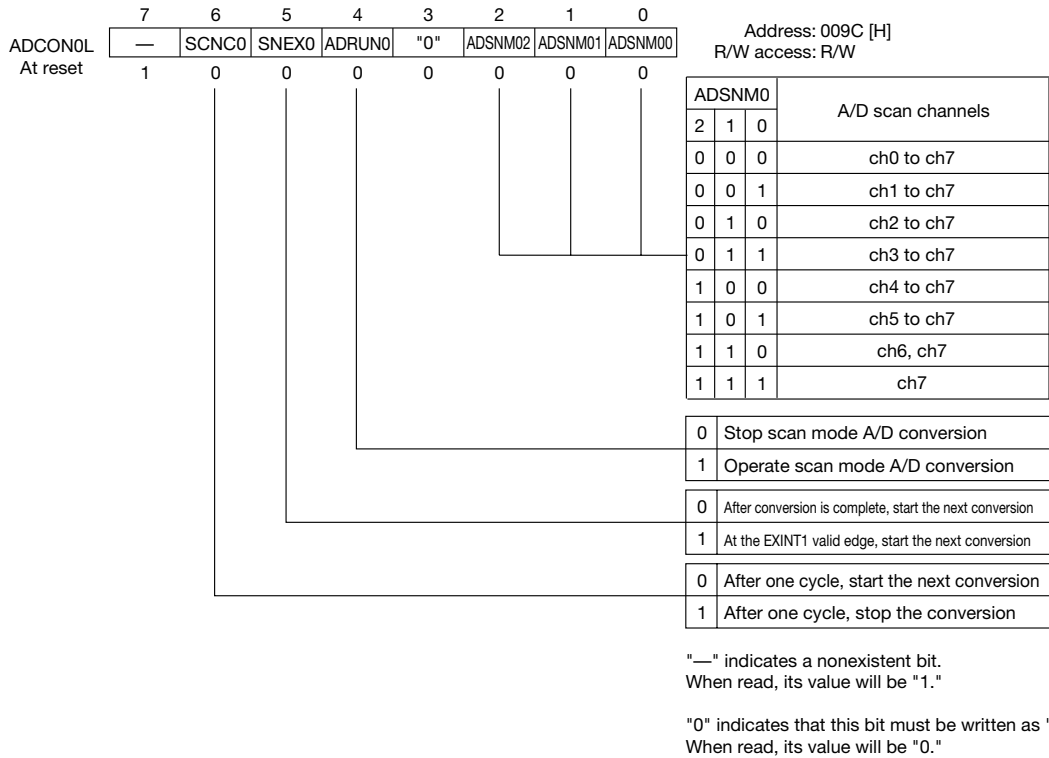 7 6 5 4 3 2 1 0
ADCON0L — SCNC0 SNEX0 ADRUN0 "0" ADSNM02 ADSNM01 ADSNM00
At reset 1 0 0 0 0 0 0 0
Address: 009C [H]
R/W access: R/W
ADSNM0 A/D scan channels
2 1 0
0 0 0 ch0 to ch7
0 0 1 ch1 to ch7
0 1 0 ch2 to ch7
0 1 1 ch3 to ch7
1 0 0 ch4 to ch7
1 0 1 ch5 to ch7
1 1 0 ch6, ch7
1 1 1 ch7
0 Stop scan mode A/D conversion
1 Operate scan mode A/D conversion
0 After conversion is complete, start the next conversion
1 At the EXINT1 valid edge, start the next conversion
0 After one cycle, start the next conversion
1 After one cycle, stop the conversion
"—" indicates a nonexistent bit.
When read, its value will be "1."
"0" indicates that this bit must be written as '
When read, its value will be "0."